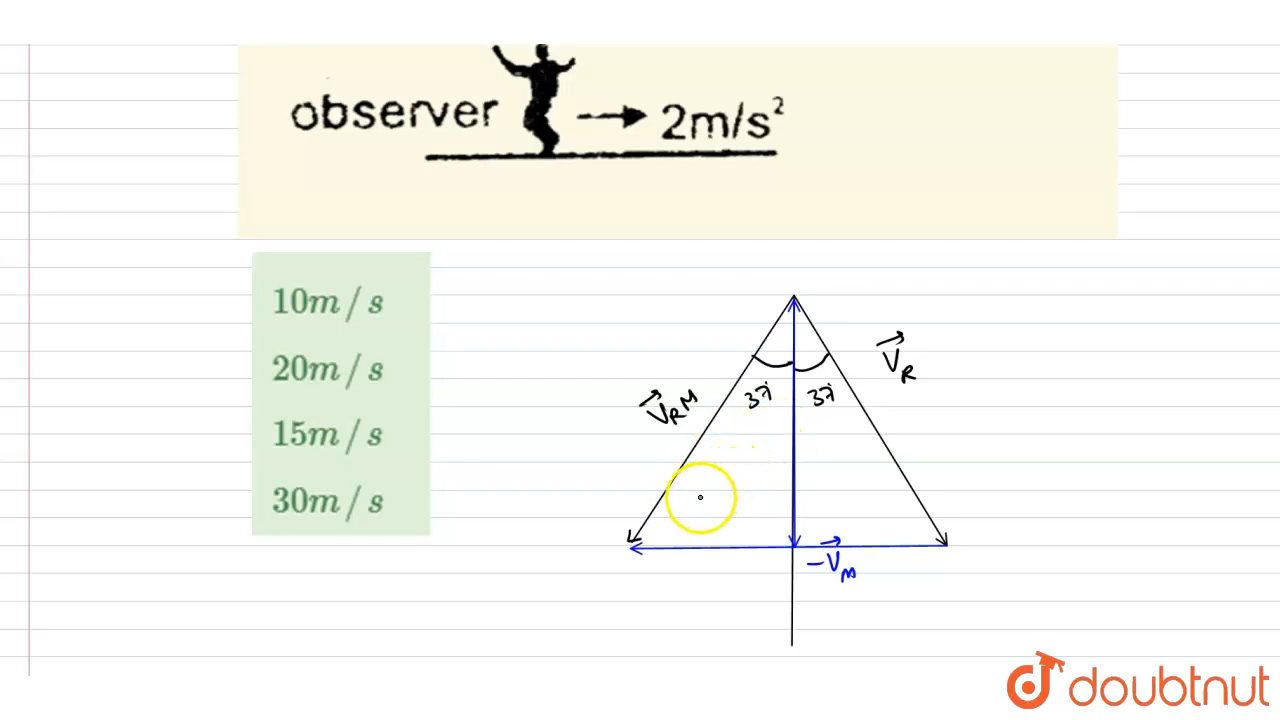 observer → 2m/s²
10m/s
20m/s
15m/s
30m/s
V_R
V_RM
37° 37°
-V_M
doubtnut